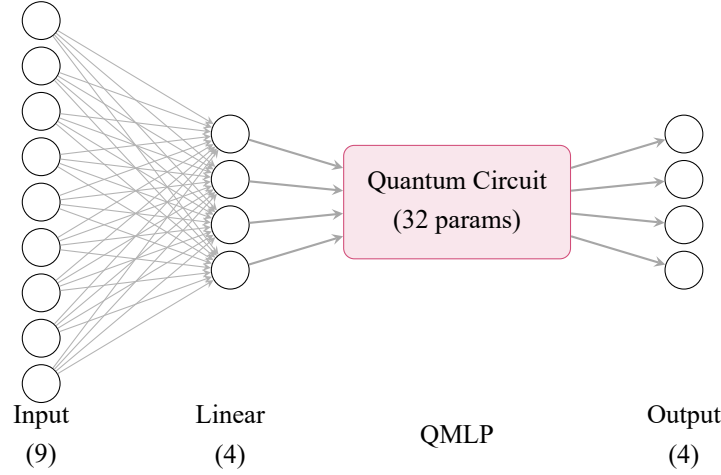 Quantum Circuit
(32 params)
Input
(9)
Linear
(4)
QMLP
Output
(4)